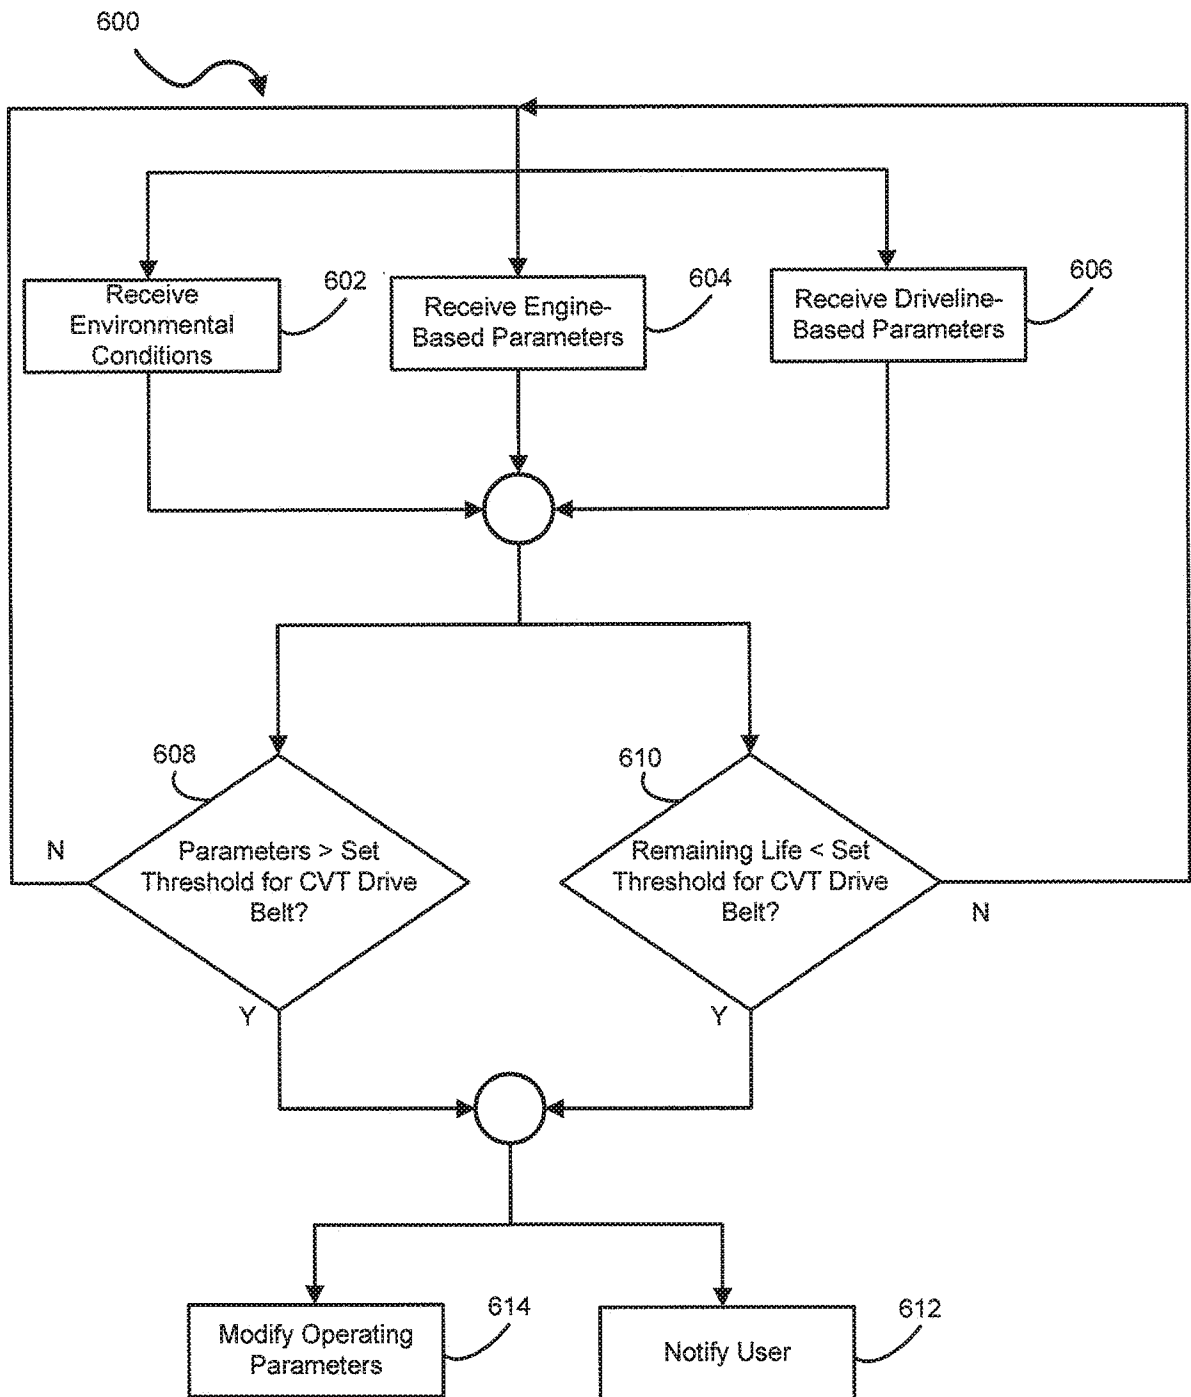 600
Receive
Environmental
Conditions
602
Receive Engine-
Based Parameters
604
Receive Driveline-
Based Parameters
606
608
Parameters > Set
Threshold for CVT Drive
Belt?
N
Y
610
Remaining Life < Set
Threshold for CVT Drive
Belt?
N
Y
Modify Operating
Parameters
614
Notify User
612